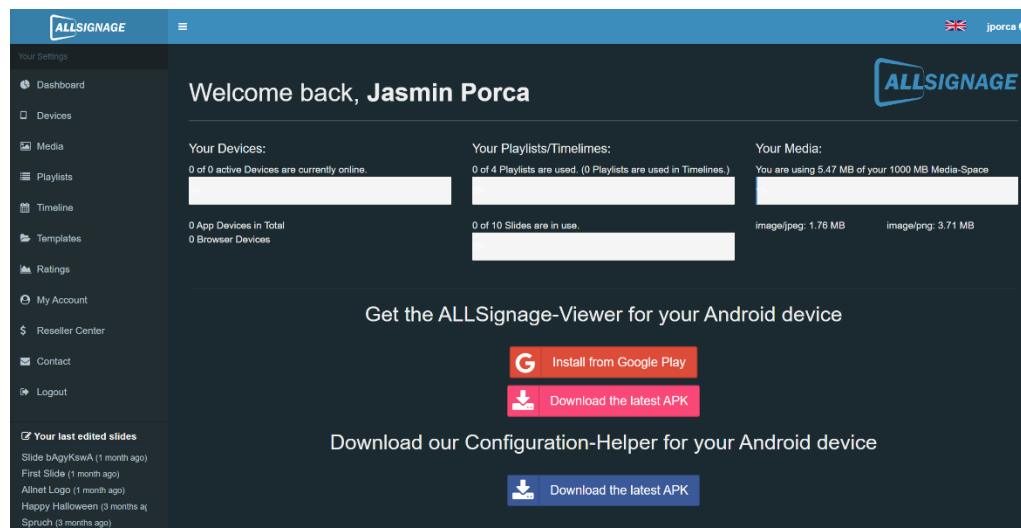 ALLSIGNAGE
jporca
Your Settings
Dashboard
Devices
Media
Playlists
Timeline
Templates
Ratings
My Account
Reseller Center
Contact
Logout
Your last edited slides
Slide bAgyKswA (1 month ago)
First Slide (1 month ago)
Allnet Logo (1 month ago)
Happy Halloween (3 months ag
Spruch (3 months ago)
Welcome back, Jasmin Porca
ALLSIGNAGE
Your Devices:
0 of 0 active Devices are currently online.
0 App Devices in Total
0 Browser Devices
Your Playlists/Timelimes:
0 of 4 Playlists are used. (0 Playlists are used in Timelines.)
0 of 10 Slides are in use.
Your Media:
You are using 5.47 MB of your 1000 MB Media-Space
image/jpeg: 1.76 MB
image/png: 3.71 MB
Get the ALLSignage-Viewer for your Android device
G Install from Google Play
Download the latest APK
Download our Configuration-Helper for your Android device
Download the latest APK